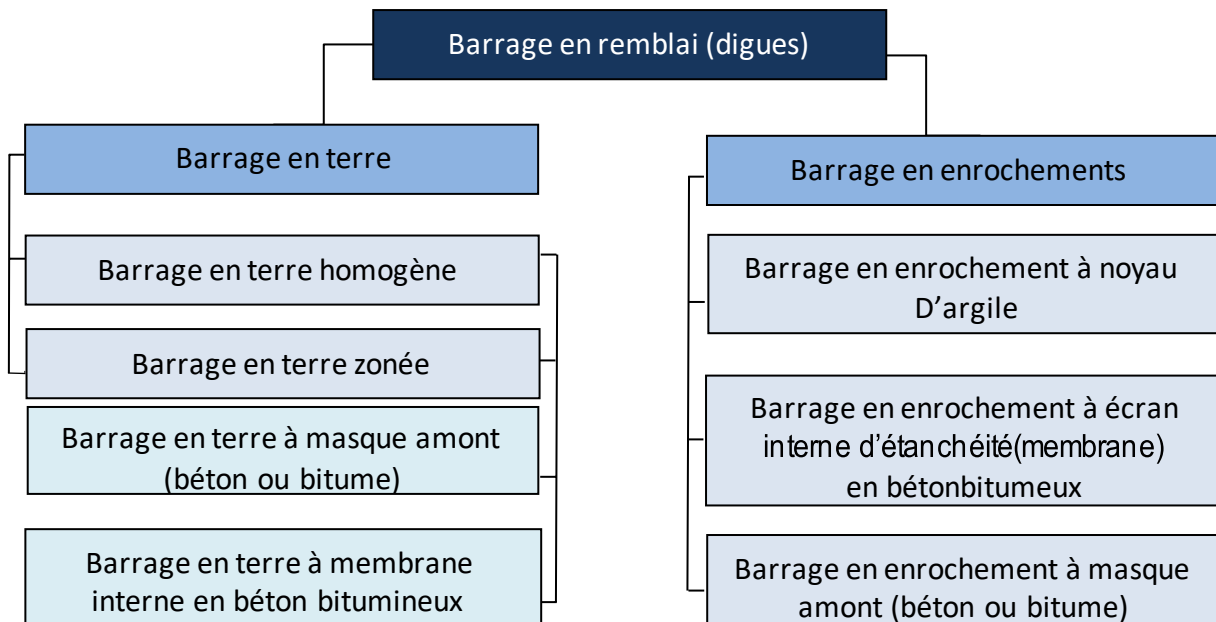 Barrage en remblai (digues)
Barrage en terre
Barrage en terre homogène
Barrage en terre zonée
Barrage en terre à masque amont
(béton ou bitume)
Barrage en terre à membrane
interne en béton bitumineux
Barrage en enrochements
Barrage en enrochement à noyau
D’argile
Barrage en enrochement à écran
interne d’étanchéité(membrane)
en bétonbitumeux
Barrage en enrochement à masque
amont (béton ou bitume)